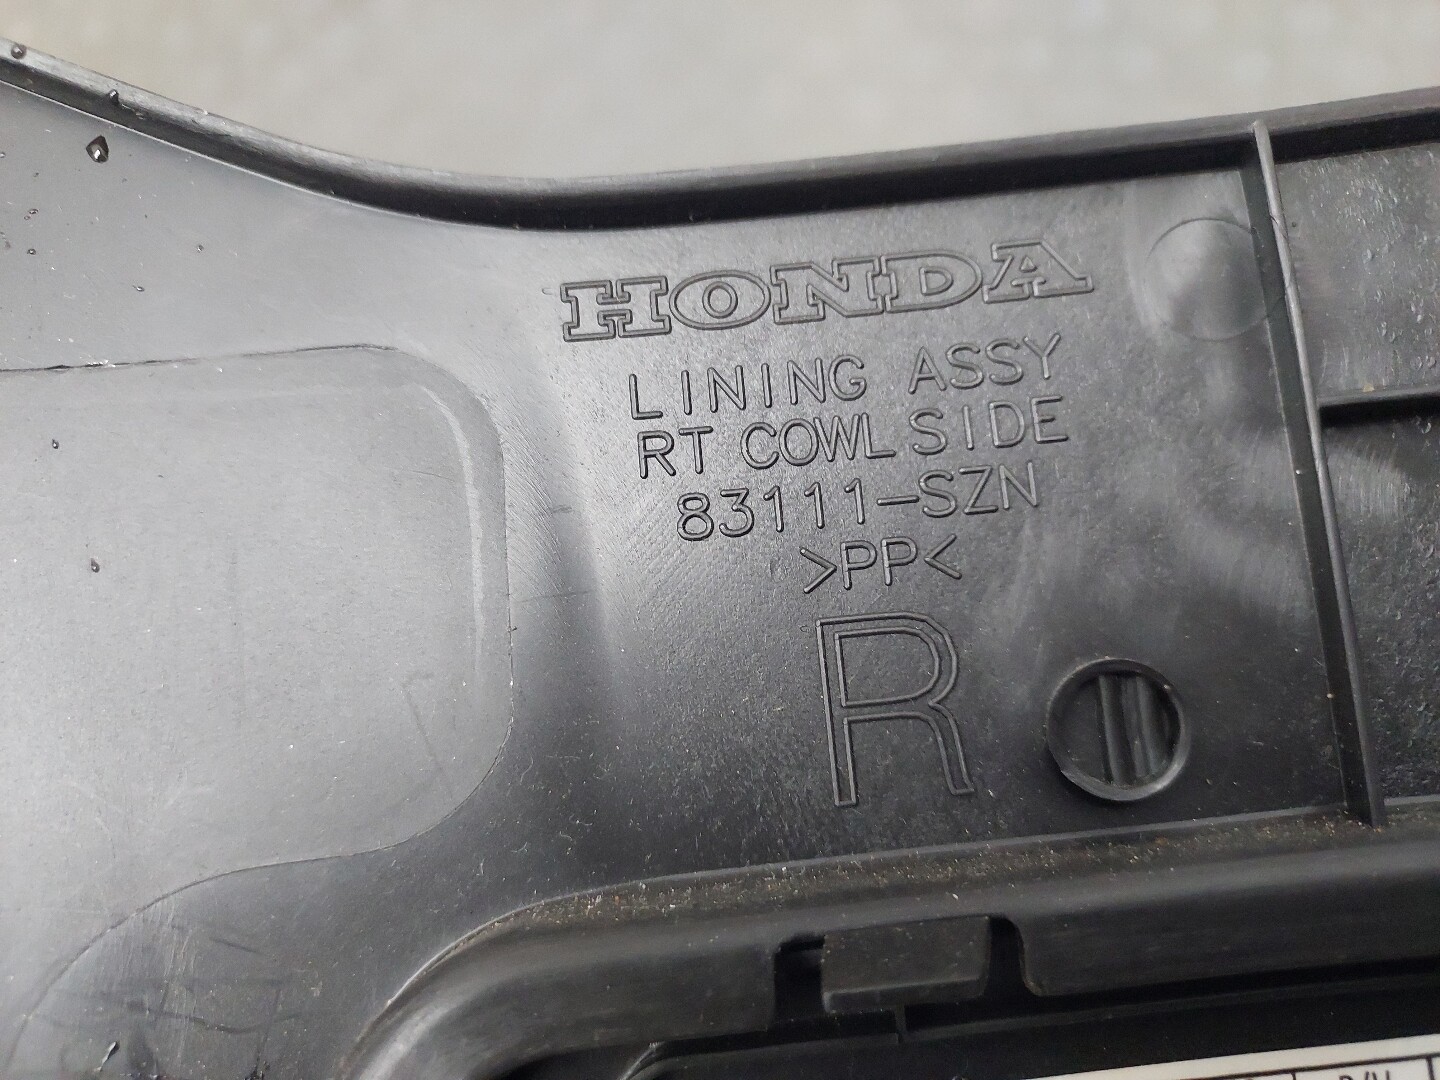 HONDA
LINING ASSY
RT COWL SIDE
83111-SZN
>PP<
R